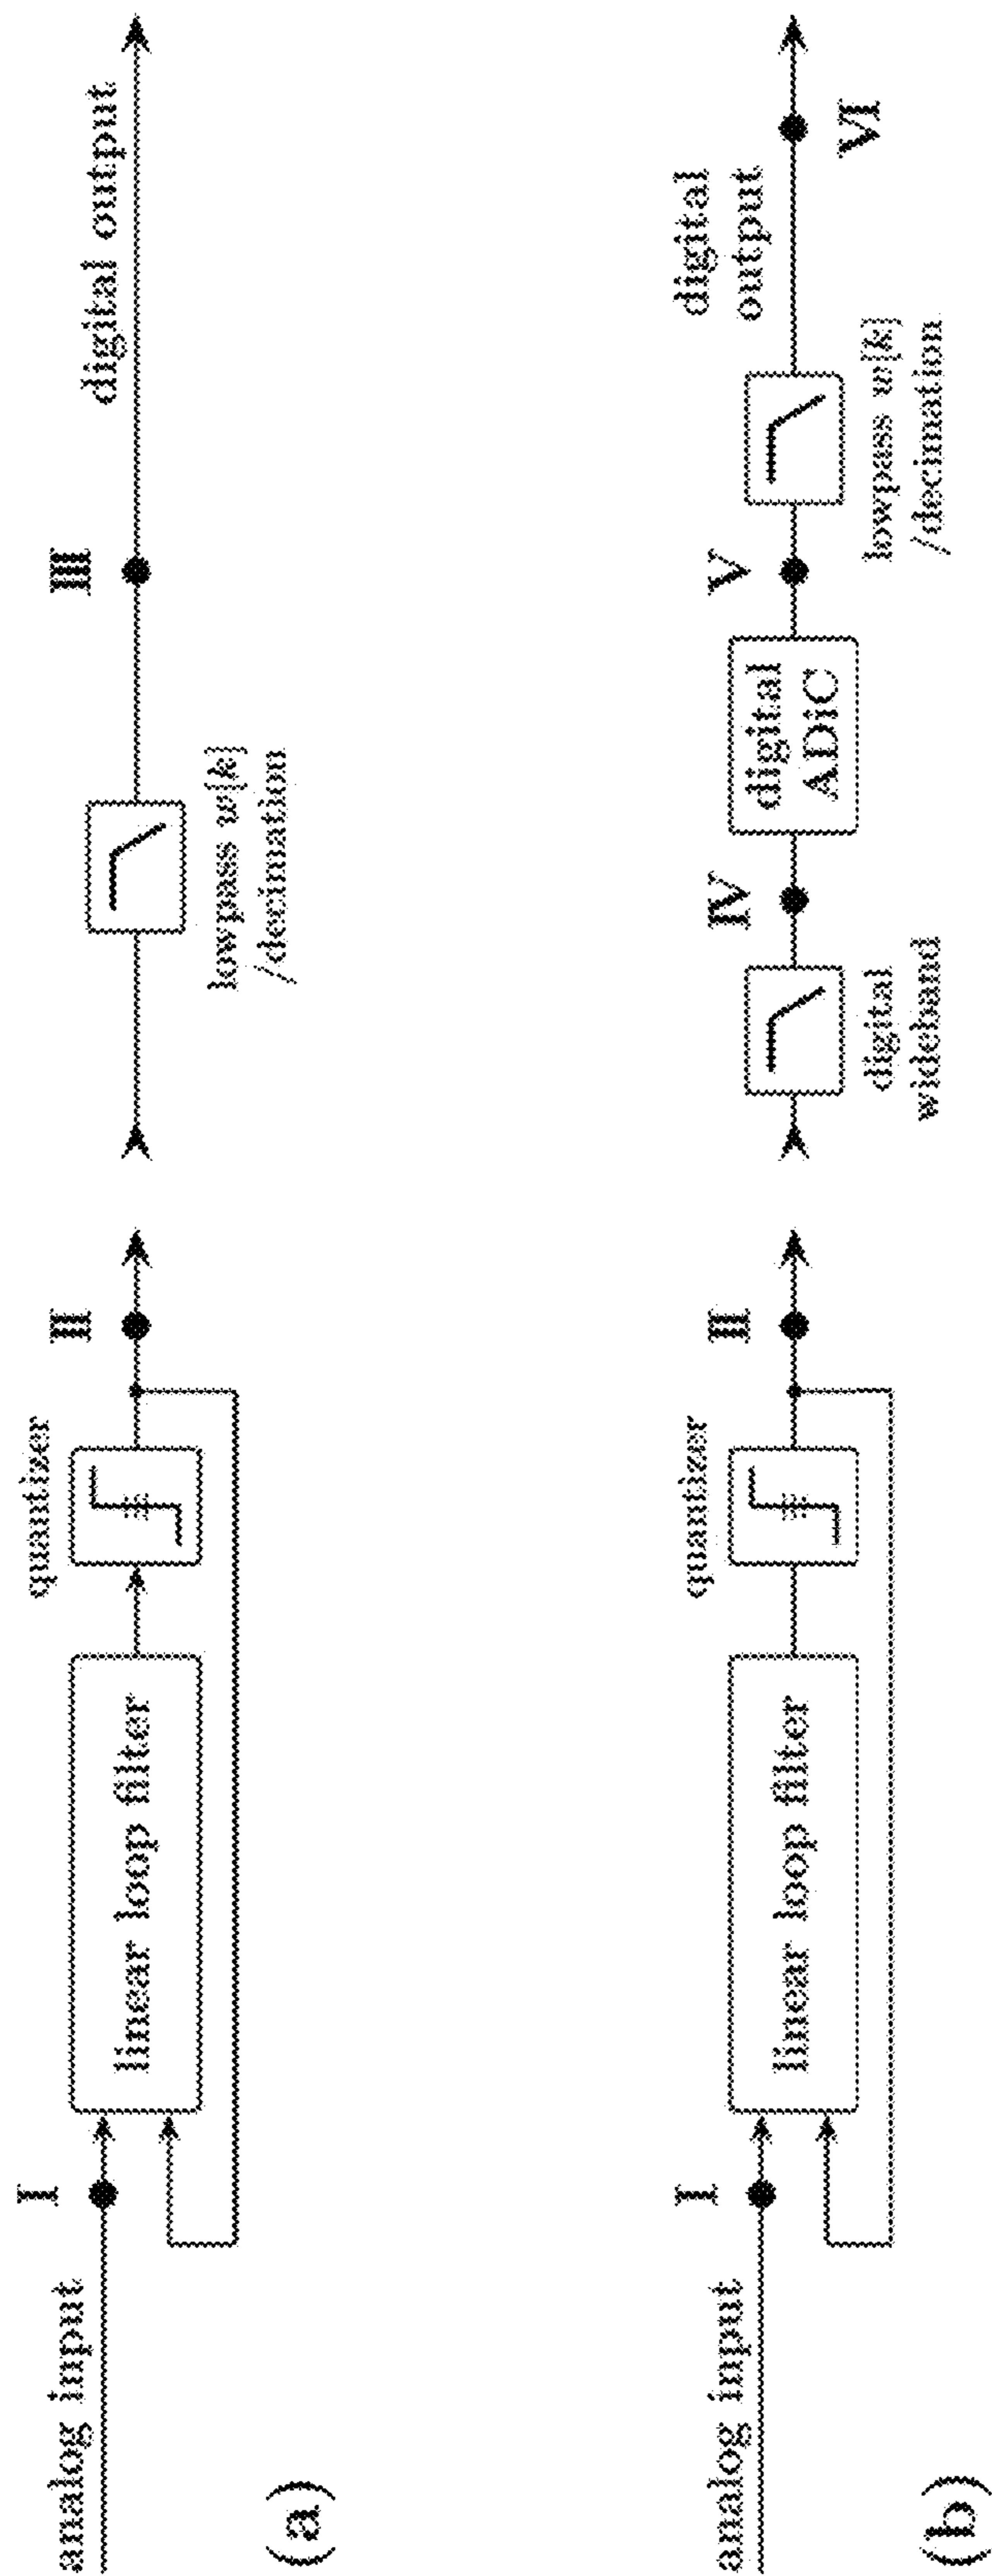 analog input
I
linear loop filter
quantizer
II
lowpass w[k]
/decimation
III
digital output
(a)
analog input
I
linear loop filter
quantizer
II
digital
wideband
IV
digital
ADiC
V
lowpass w[k]
/decimation
digital
output
VI
(b)